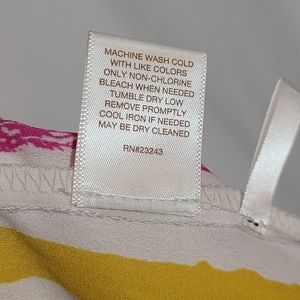 MACHINE WASH COLD
WITH LIKE COLORS
ONLY NON-CHLORINE
BLEACH WHEN NEEDED
TUMBLE DRY LOW
REMOVE PROMPTLY
COOL IRON IF NEEDED
MAY BE DRY CLEANED
RN#23243